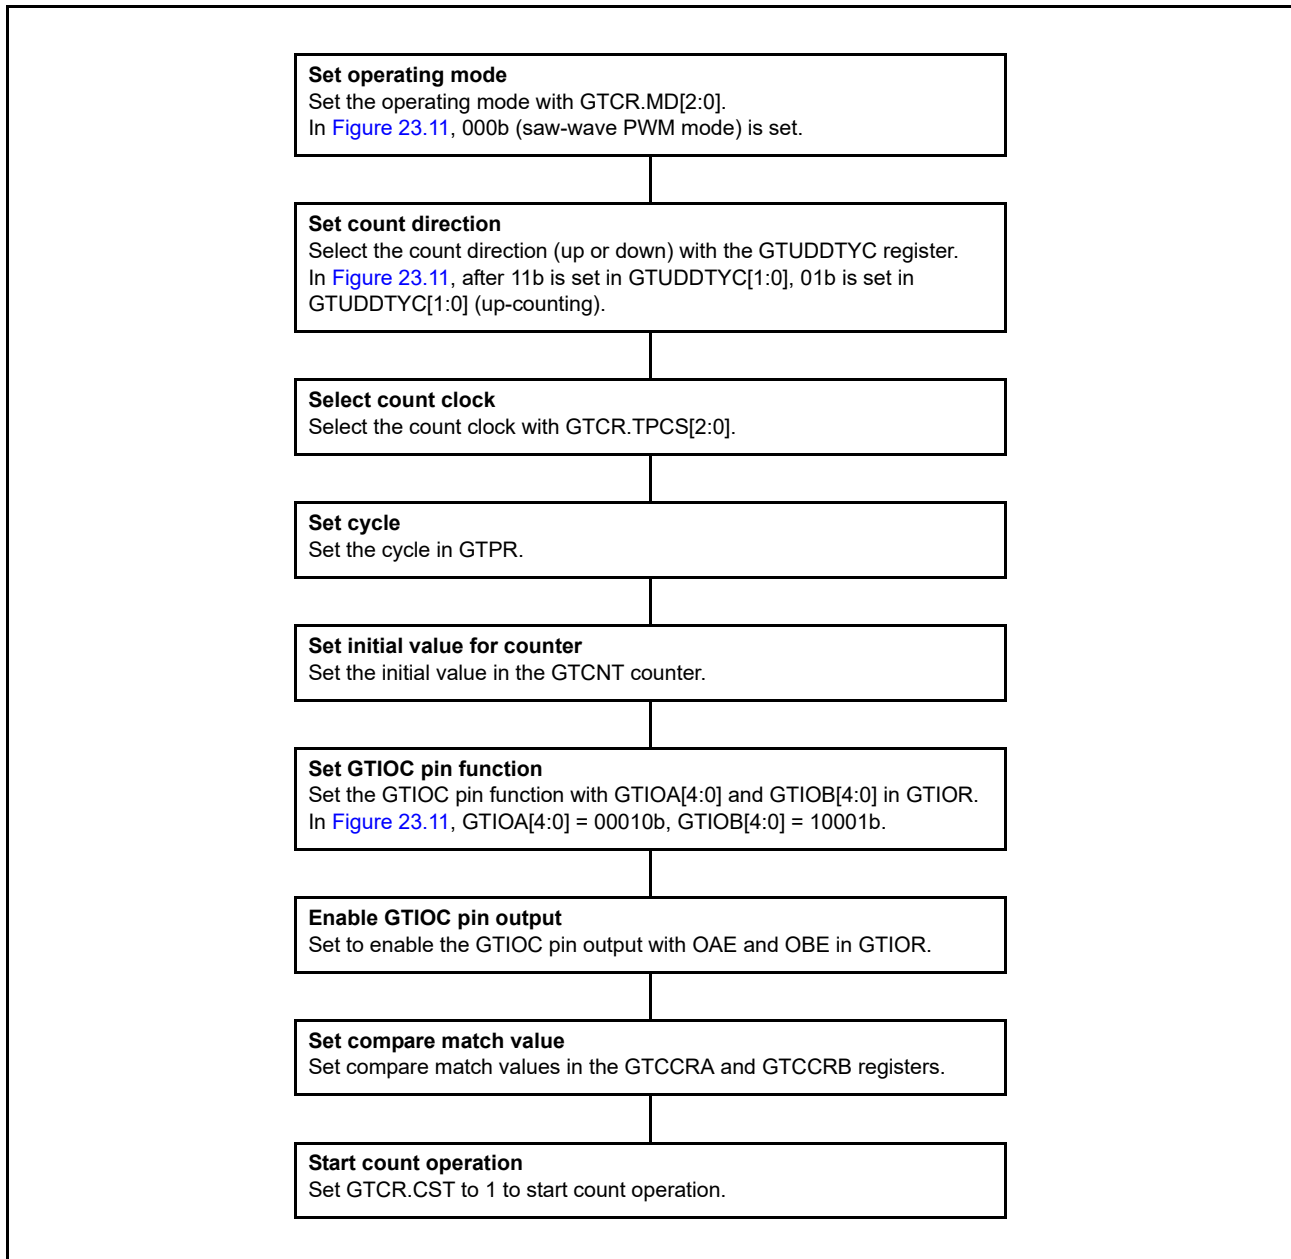 Set operating mode
Set the operating mode with GTCR.MD[2:0].
In Figure 23.11, 000b (saw-wave PWM mode) is set.
Set count direction
Select the count direction (up or down) with the GTUDDTYC register.
In Figure 23.11, after 11b is set in GTUDDTYC[1:0], 01b is set in
GTUDDTYC[1:0] (up-counting).
Select count clock
Select the count clock with GTCR.TPCS[2:0].
Set cycle
Set the cycle in GTPR.
Set initial value for counter
Set the initial value in the GTCNT counter.
Set GTIOC pin function
Set the GTIOC pin function with GTIOA[4:0] and GTIOB[4:0] in GTIOR.
In Figure 23.11, GTIOA[4:0] = 00010b, GTIOB[4:0] = 10001b.
Enable GTIOC pin output
Set to enable the GTIOC pin output with OAE and OBE in GTIOR.
Set compare match value
Set compare match values in the GTCCRA and GTCCRB registers.
Start count operation
Set GTCR.CST to 1 to start count operation.